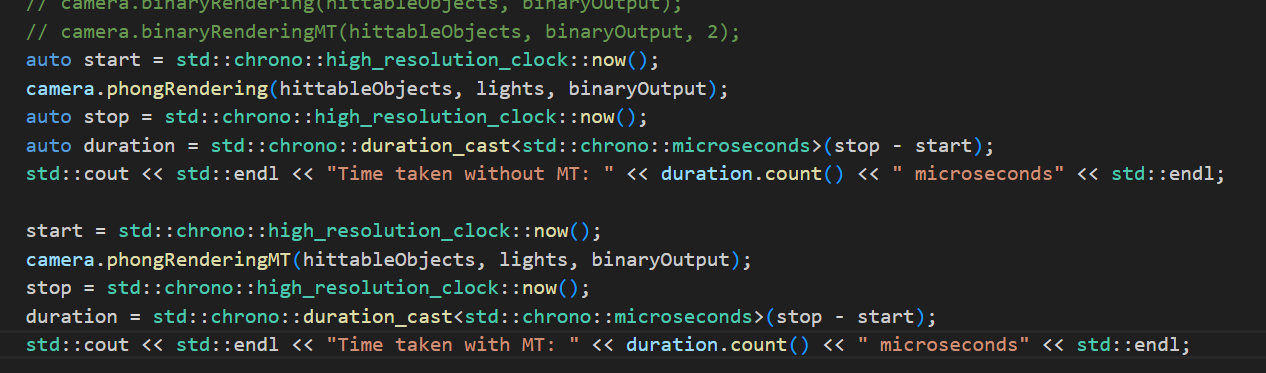 // camera.binaryRendering(hittableObjects, binaryOutput);
// camera.binaryRenderingMT(hittableObjects, binaryOutput, 2);
auto start = std::chrono::high_resolution_clock::now();
camera.phongRendering(hittableObjects, lights, binaryOutput);
auto stop = std::chrono::high_resolution_clock::now();
auto duration = std::chrono::duration_cast<std::chrono::microseconds>(stop - start);
std::cout << std::endl << "Time taken without MT: " << duration.count() << " microseconds" << std::endl;
start = std::chrono::high_resolution_clock::now();
camera.phongRenderingMT(hittableObjects, lights, binaryOutput);
stop = std::chrono::high_resolution_clock::now();
duration = std::chrono::duration_cast<std::chrono::microseconds>(stop - start);
std::cout << std::endl << "Time taken with MT: " << duration.count() << " microseconds" << std::endl;